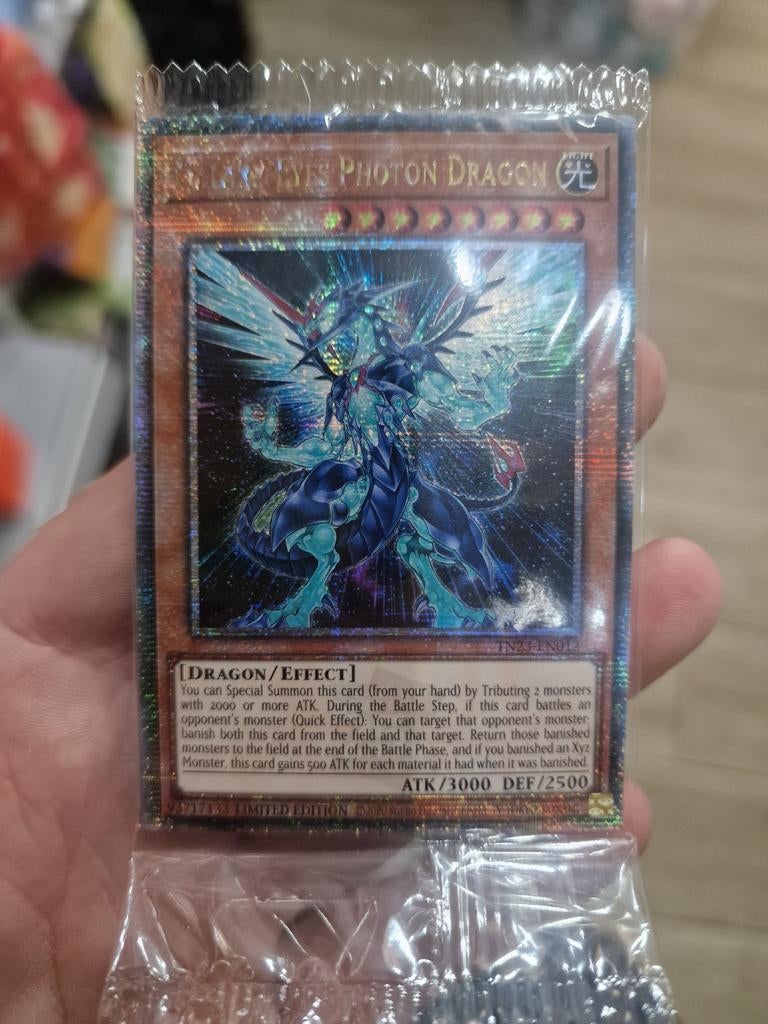 EYES PHOTON DRAGON
LIGHT
光
TN23-EN012
[DRAGON/EFFECT]
You can Special Summon this card (from your hand) by Tributing 2 monsters
with 2000 or more ATK. During the Battle Step, if this card battles an
opponent's monster (Quick Effect): You can target that opponent's monster;
banish both this card from the field and that target. Return those banished
monsters to the field at the end of the Battle Phase, and if you banished an Xyz
Monster, this card gains 500 ATK for each material it had when it was banished.
ATK/3000 DEF/2500
93717133 LIMITED EDITION